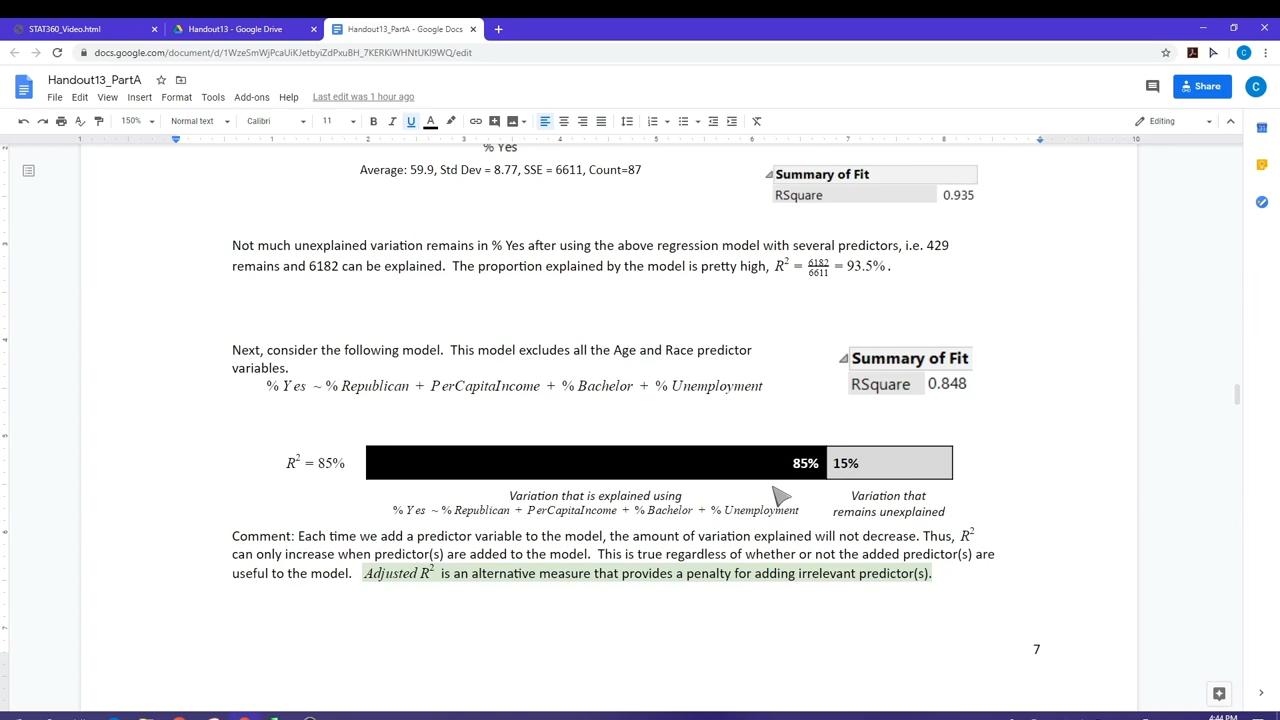 STAT360_Video.html
Handout13 - Google Drive
Handout13_PartA - Google Docs
docs.google.com/document/d/1WzeSmWjPcaUiKJetbyiZdPxuBH_7KERKiWHNtUKl9WQ/edit
Handout13_PartA
File Edit View Insert Format Tools Add-ons Help Last edit was 1 hour ago
Share
C
150% Normal text Calibri 11 B I U A Editing
% Yes
Average: 59.9, Std Dev = 8.77, SSE = 6611, Count=87
Summary of Fit
RSquare 0.935
Not much unexplained variation remains in % Yes after using the above regression model with several predictors, i.e. 429
remains and 6182 can be explained. The proportion explained by the model is pretty high, R² = 6182/6611 = 93.5% .
Next, consider the following model. This model excludes all the Age and Race predictor
variables.
% Yes ~ % Republican + PerCapitaIncome + % Bachelor + % Unemployment
Summary of Fit
RSquare 0.848
R² = 85%
85% 15%
Variation that is explained using
% Yes ~ % Republican + PerCapitaIncome + % Bachelor + % Unemployment
Variation that
remains unexplained
Comment: Each time we add a predictor variable to the model, the amount of variation explained will not decrease. Thus, R²
can only increase when predictor(s) are added to the model. This is true regardless of whether or not the added predictor(s) are
useful to the model. Adjusted R² is an alternative measure that provides a penalty for adding irrelevant predictor(s).
7
4:44 PM